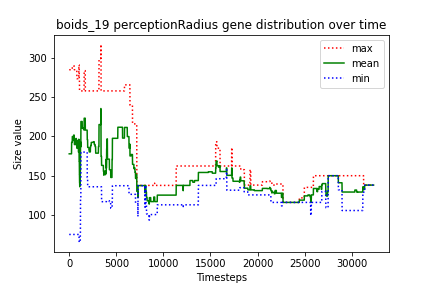 boids_19 perceptionRadius gene distribution over time
max
mean
min
Size value
300
250
200
150
100
0
5000
10000
15000
20000
25000
30000
Timesteps